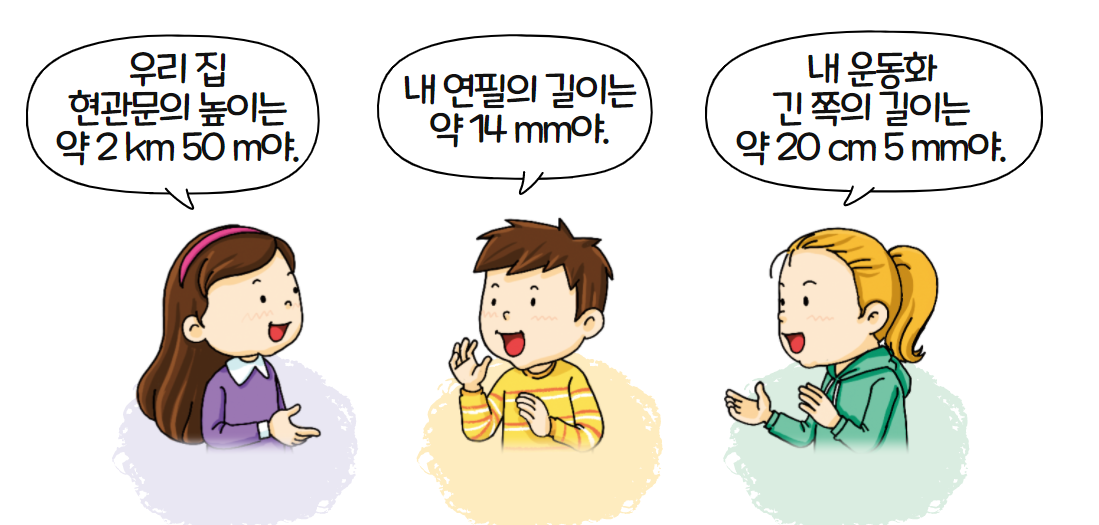 우리 집
현관문의 높이는
약 2 km 50 m야.
내 연필의 길이는
약 14 mm야.
내 운동화
긴 쪽의 길이는
약 20 cm 5 mm야.